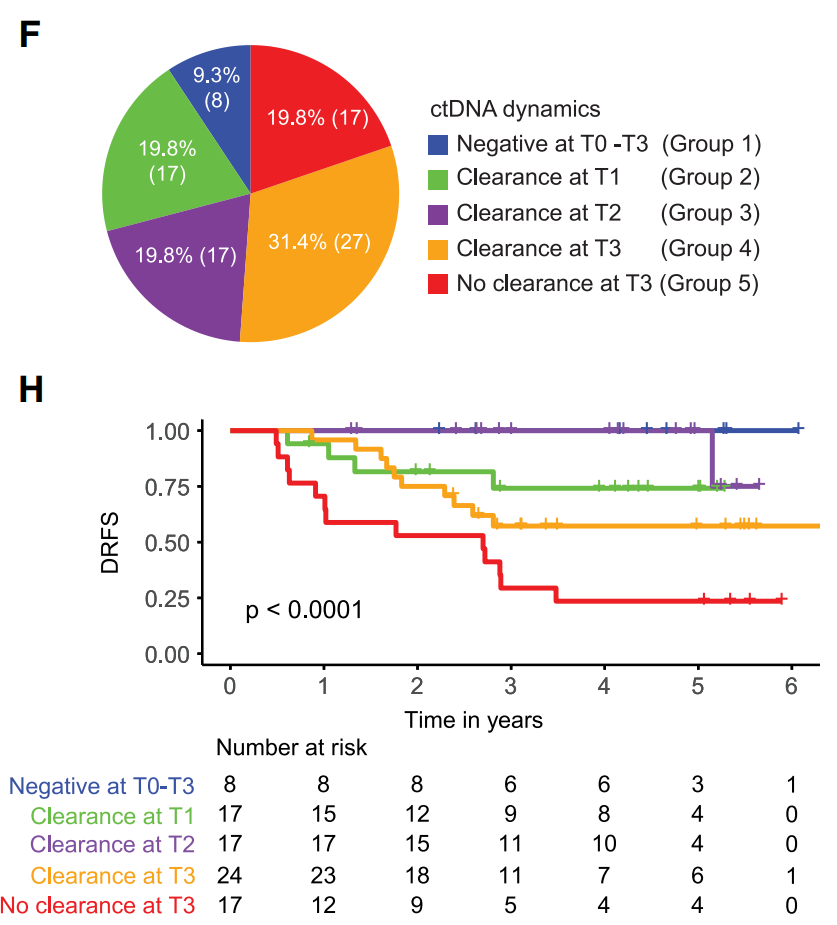 F
9.3%
(8)
19.8% (17)
19.8%
(17)
31.4% (27)
19.8% (17)
ctDNA dynamics
Negative at T0 -T3 (Group 1)
Clearance at T1 (Group 2)
Clearance at T2 (Group 3)
Clearance at T3 (Group 4)
No clearance at T3 (Group 5)
H
1.00
0.75
0.50
0.25
0.00
DRFS
p < 0.0001
0 1 2 3 4 5 6
Time in years
Number at risk
Negative at T0-T3 8 8 8 6 6 3 1
Clearance at T1 17 15 12 9 8 4 0
Clearance at T2 17 17 15 11 10 4 0
Clearance at T3 24 23 18 11 7 6 1
No clearance at T3 17 12 9 5 4 4 0